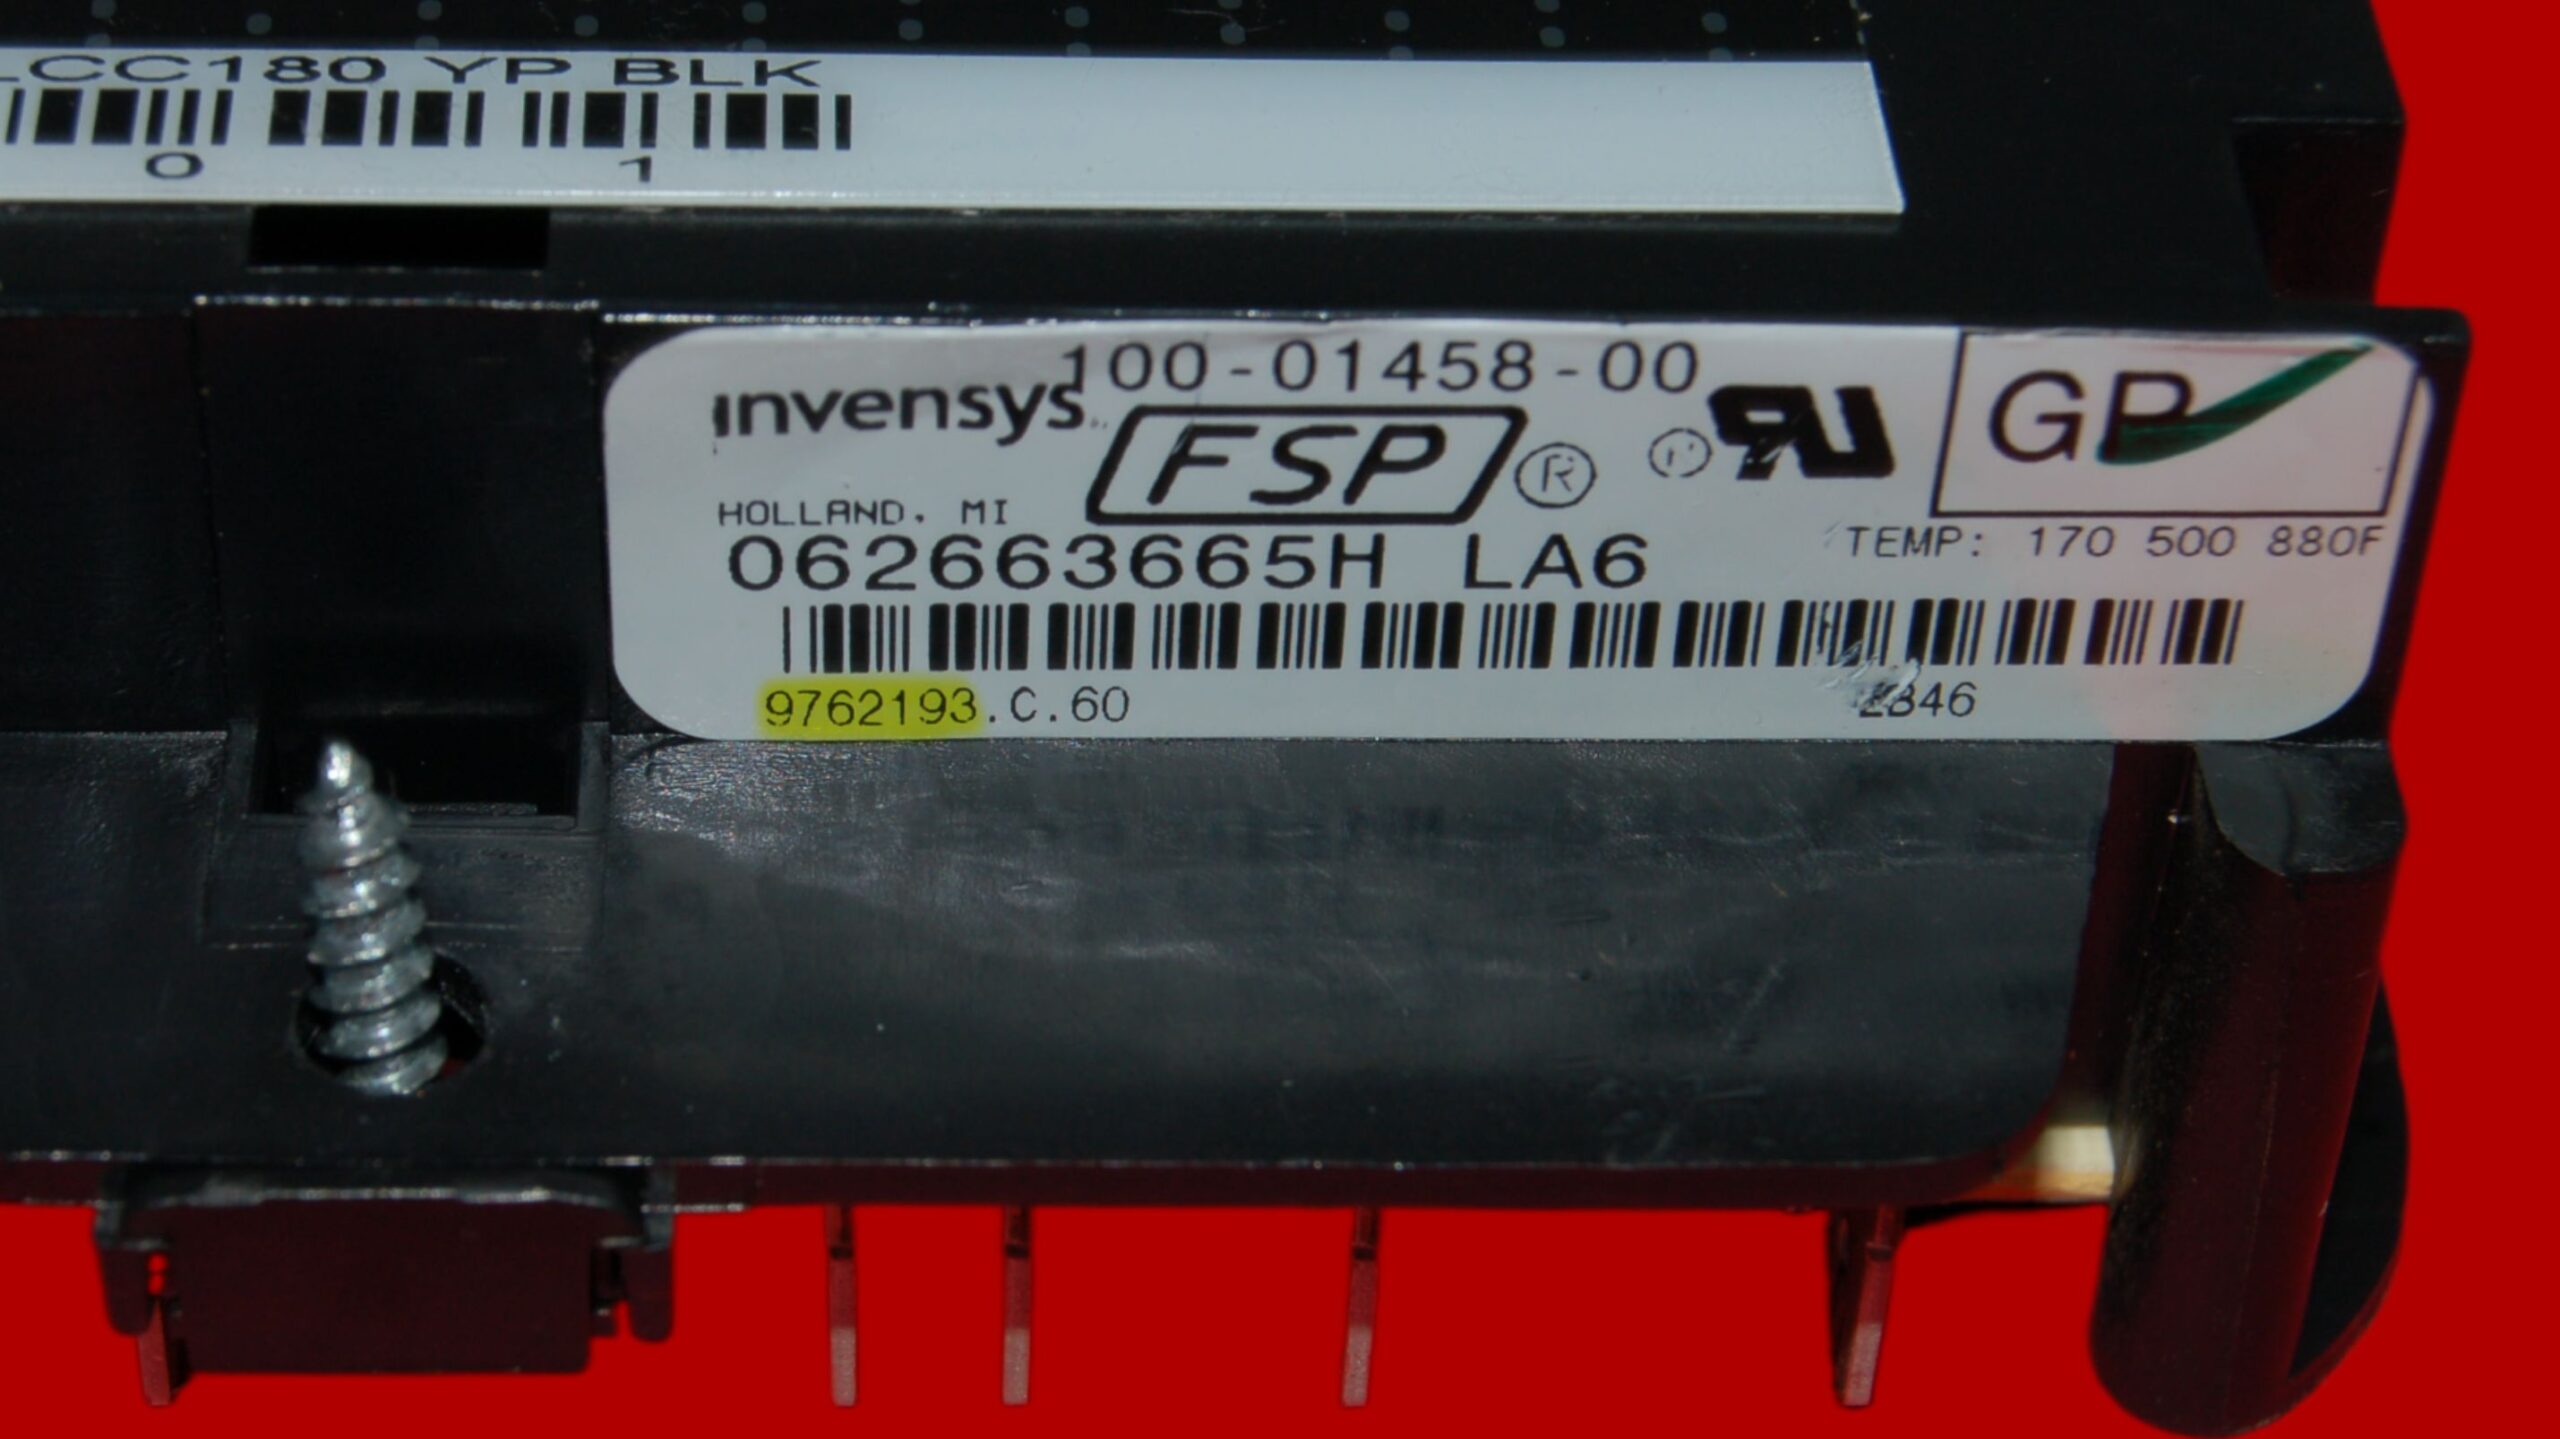 LCC180 YP BLK
0 1
100-01458-00
invensys
FSP ®
GP
HOLLAND, MI
062663665H LA6
TEMP: 170 500 880F
9762193.C.60